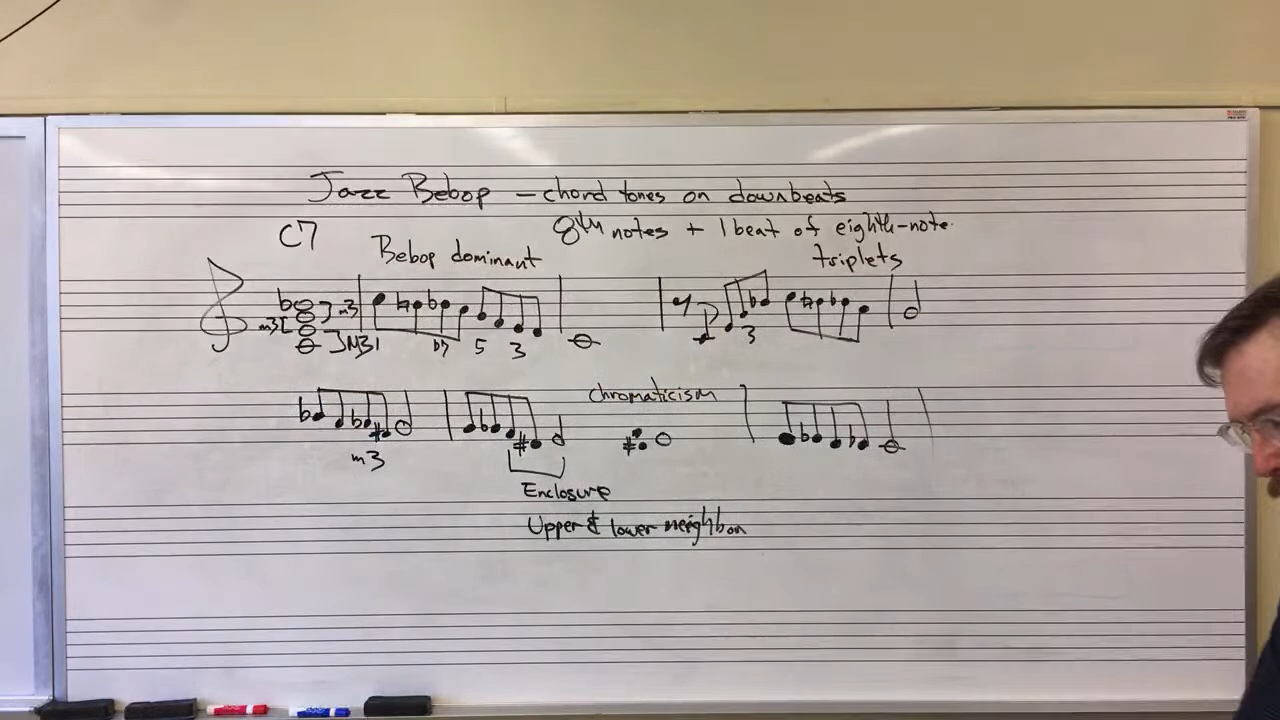 Jazz Bebop – chord tones on downbeats
C7
8th notes + 1 beat of eighth-note
triplets
Bebop dominant
m3
m3 M3 1 b7 5 3
3
chromaticism
m3
Enclosure
Upper & lower neighbor